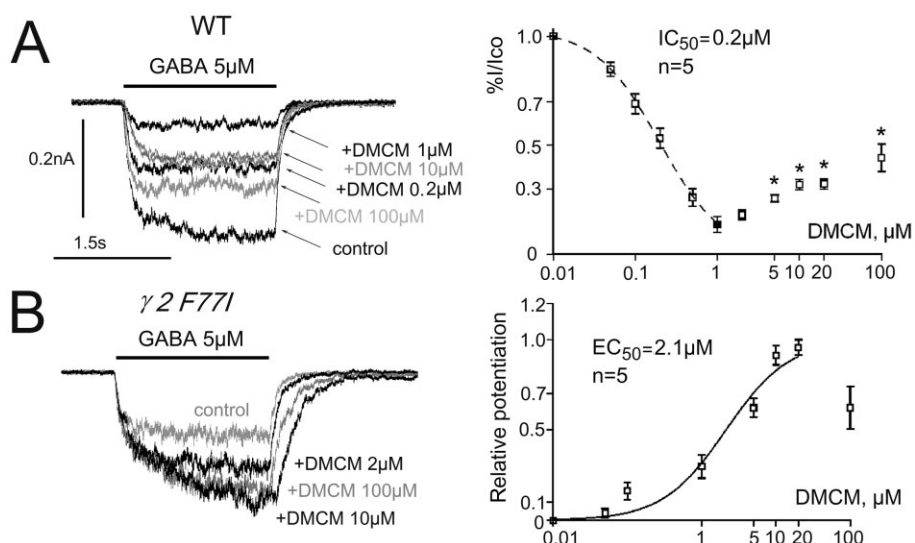 A
WT
GABA 5µM
0.2nA
1.5s
+DMCM 1µM
+DMCM 10µM
+DMCM 0.2µM
+DMCM 100µM
control
%I/Ico
1.0
0.7
0.5
0.3
0
IC50=0.2µM
n=5
* * * *
DMCM, µM
0.01 0.1 1 5 10 20 100
B
γ2 F77I
GABA 5µM
control
+DMCM 2µM
+DMCM 100µM
+DMCM 10µM
Relative potentiation
1.2
1.0
0.7
0.5
0.1
0
EC50=2.1µM
n=5
DMCM, µM
0.01 1 5 10 20 100